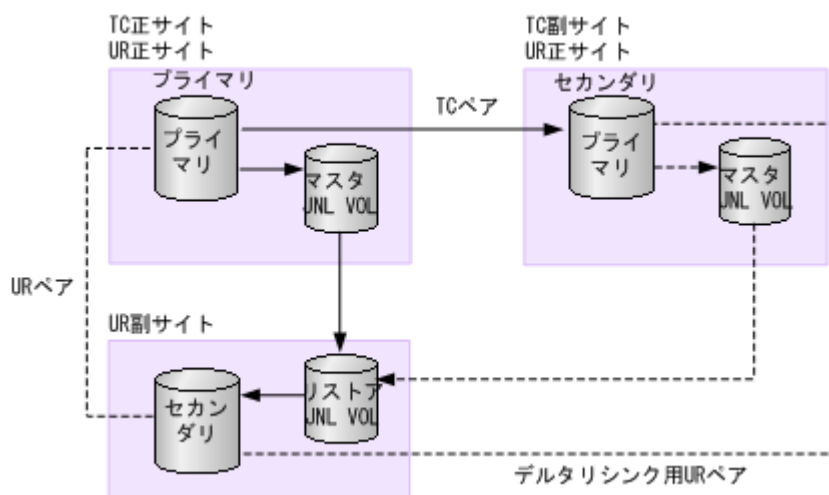 TC正サイト
UR正サイト
プライマリ
プライ
マリ
マスタ
JNL VOL
TCペア
TC副サイト
UR正サイト
セカンダリ
プライ
マリ
マスタ
JNL VOL
URペア
UR副サイト
セカン
ダリ
リストア
JNL VOL
デルタリシンク用URペア